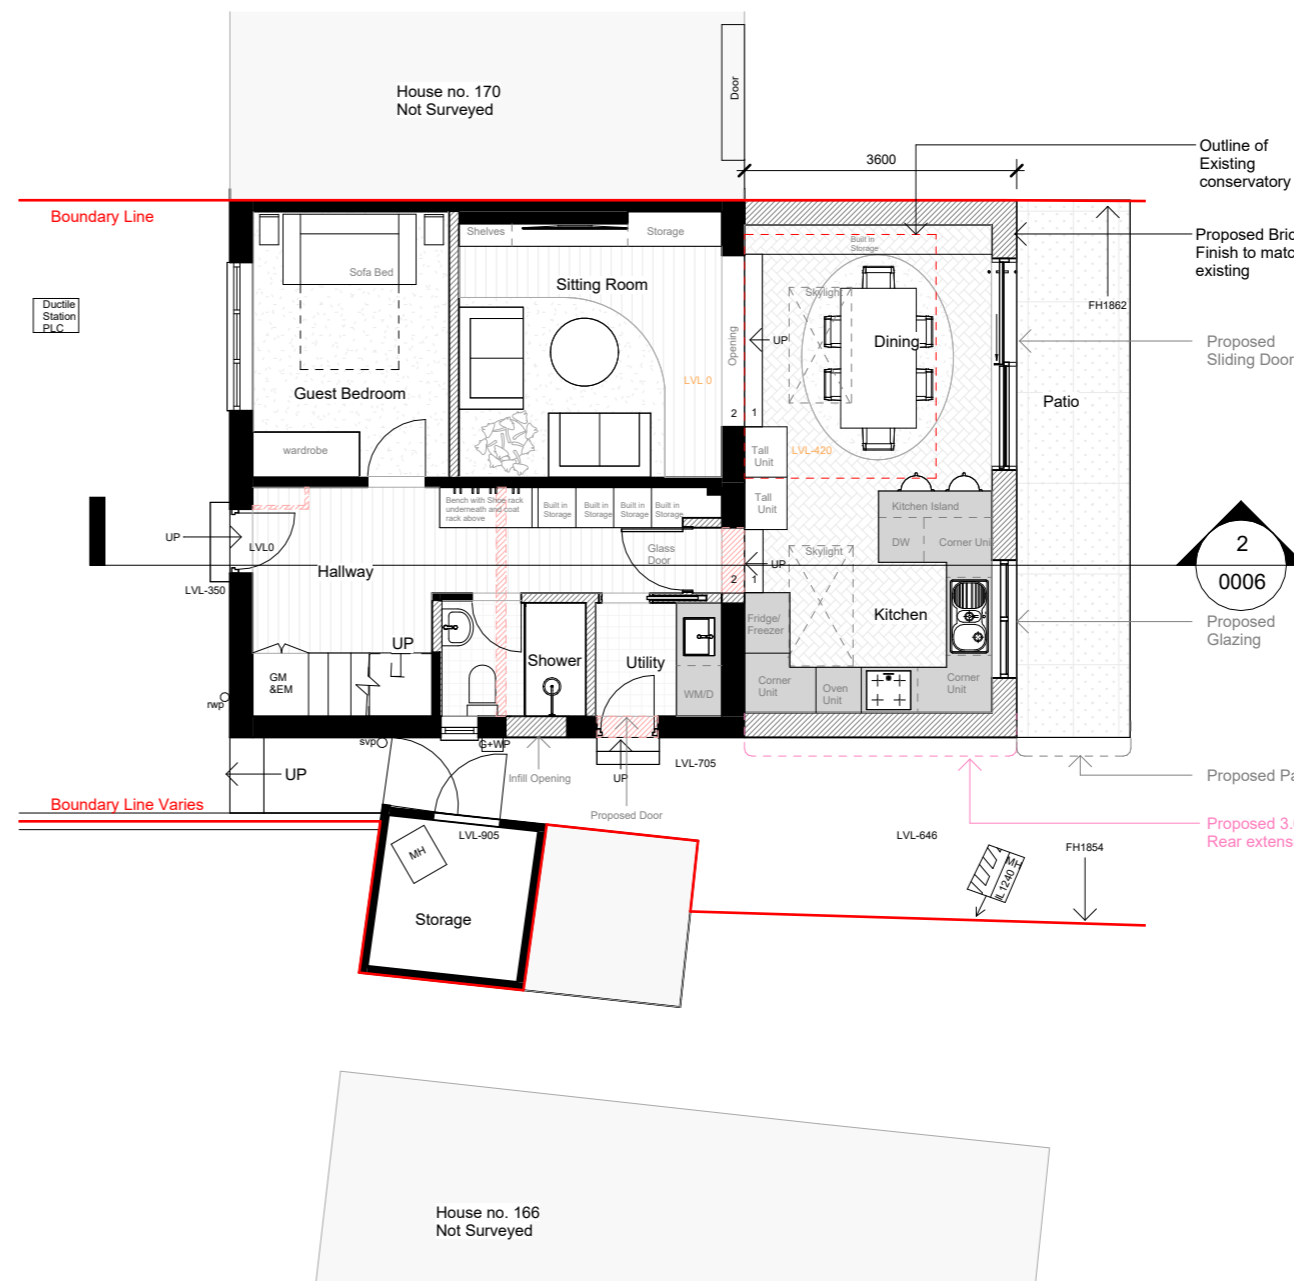 House no. 170
Not Surveyed
Door
3600
Outline of
Existing
conservatory
Boundary Line
Proposed Bric
Finish to matc
existing
Shelves
Storage
Built in
Storage
Sofa Bed
Sitting Room
Skylight
FH1862
Ductile
Station
PLC
Opening
UP
Dining
Proposed
Sliding Door
LVL 0
Guest Bedroom
Patio
2
1
wardrobe
Tall
Unit
LVL-420
Bench with Shoe rack
underneath and coat
rack above
Built in
Storage
Built in
Storage
Built in
Storage
Built in
Storage
Tall
Unit
Kitchen Island
UP
LVL0
Glass
Door
Skylight
DW
Corner Unit
2
0006
Hallway
2
1
UP
LVL-350
Fridge/
Freezer
Kitchen
Proposed
Glazing
UP
Shower
Utility
GM
&EM
WM/D
Corner
Unit
Oven
Unit
Corner
Unit
rwp
svp
G+WP
UP
Infill Opening
UP
LVL-705
Proposed Pa
Boundary Line Varies
Proposed Door
LVL-905
LVL-646
Proposed 3.
Rear extens
FH1854
MH
MH
IL 1240
Storage
House no. 166
Not Surveyed